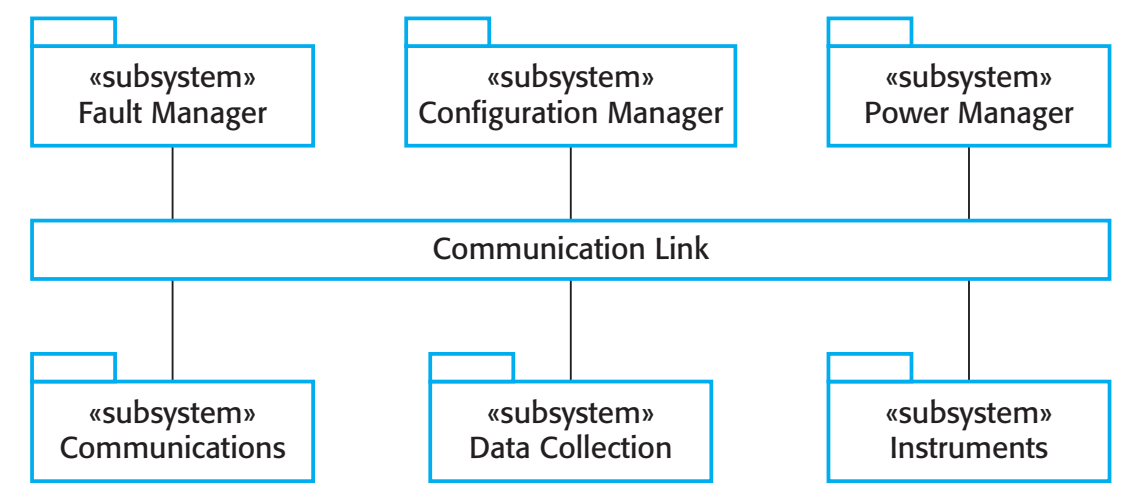 «subsystem»
Fault Manager
«subsystem»
Configuration Manager
«subsystem»
Power Manager
Communication Link
«subsystem»
Communications
«subsystem»
Data Collection
«subsystem»
Instruments